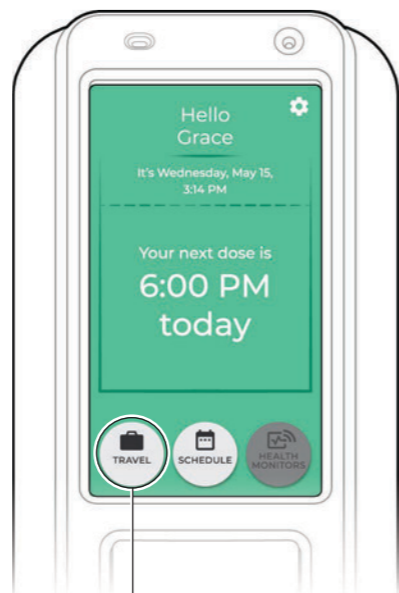 Hello
Grace
It's Wednesday, May 15,
3:14 PM
Your next dose is
6:00 PM
today
TRAVEL
SCHEDULE
HEALTH
MONITORS